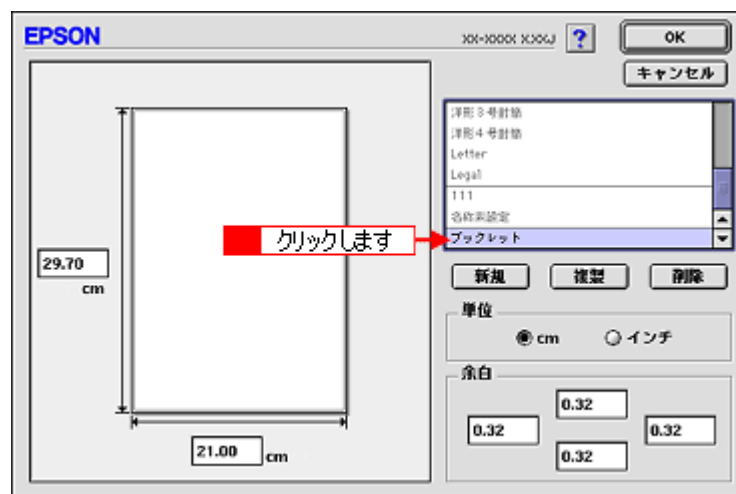 EPSON
?
OK
キャンセル
洋形3号封筒
洋形4号封筒
Letter
Legal
111
名称未設定
ブックレット
クリックします
新規
複製
削除
29.70
cm
単位
cm
インチ
余白
0.32
0.32
0.32
0.32
21.00
cm